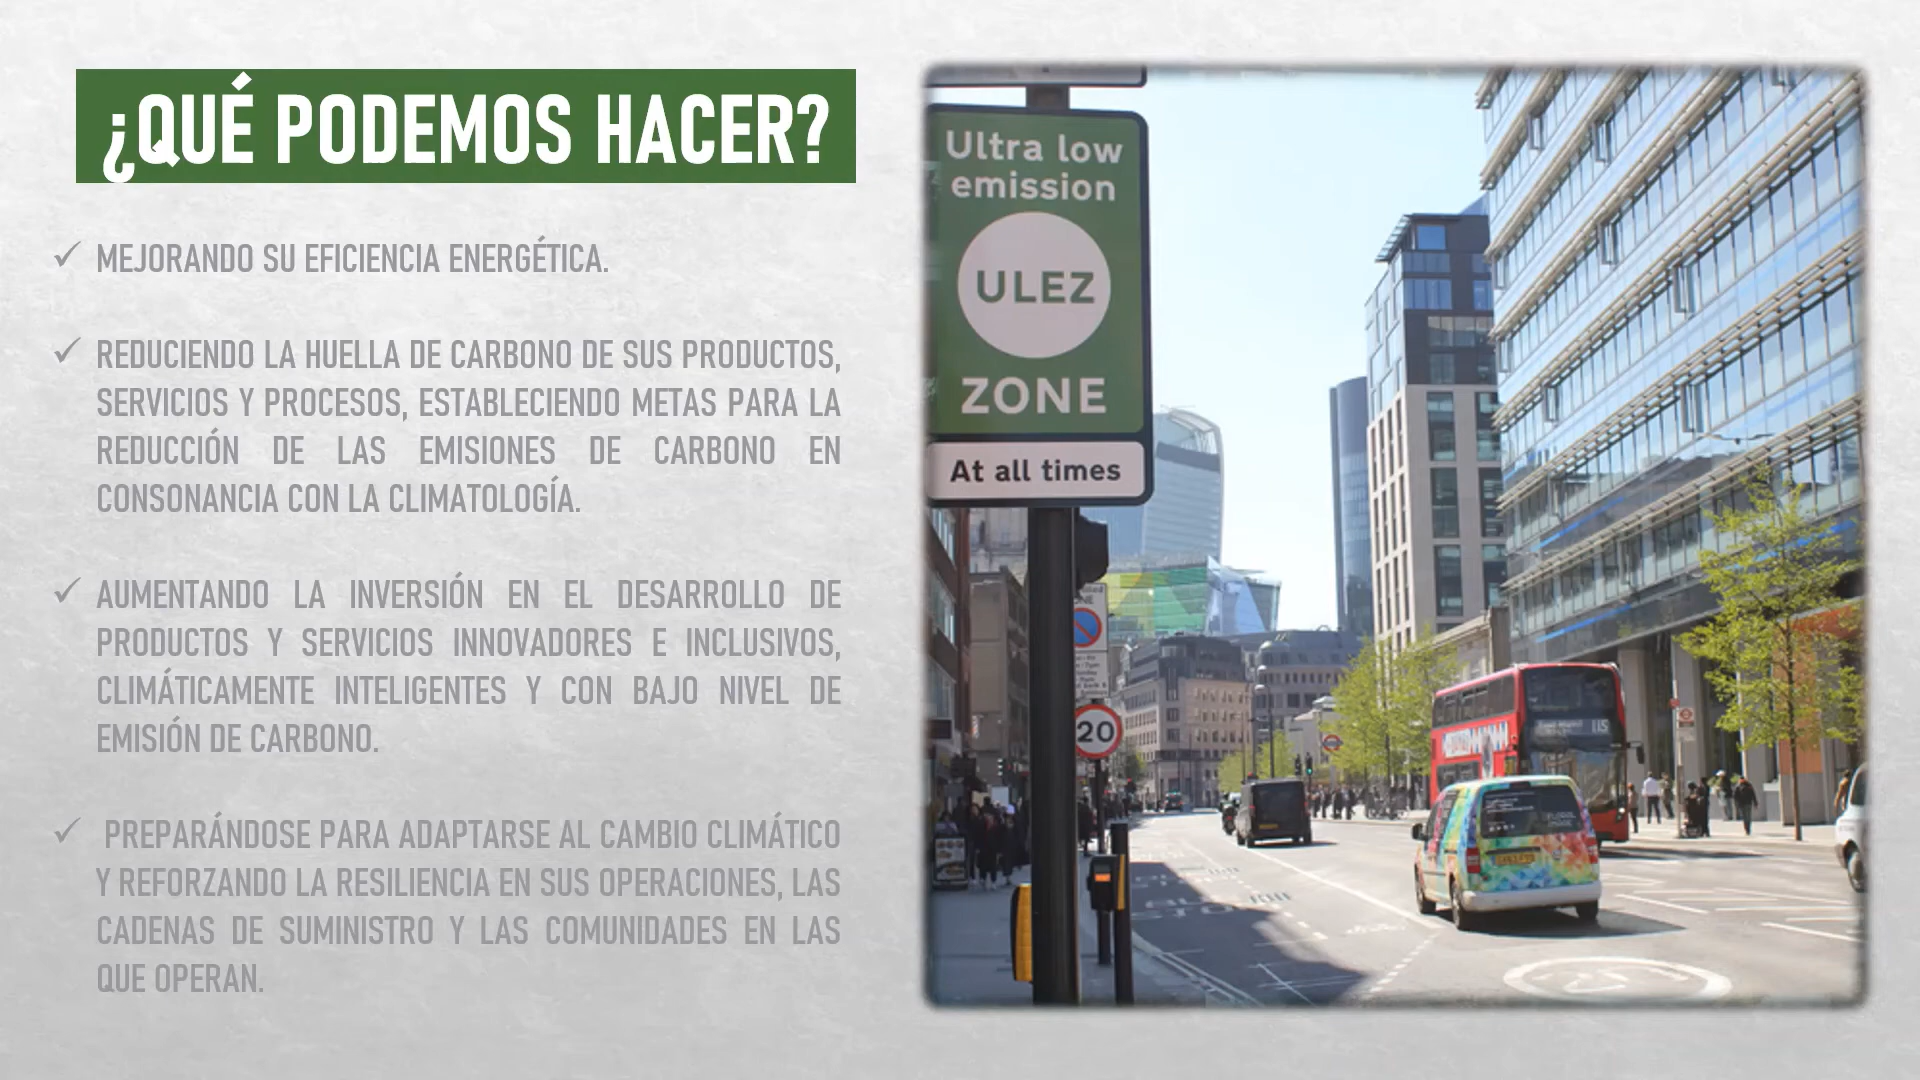 ¿QUÉ PODEMOS HACER?
✓ MEJORANDO SU EFICIENCIA ENERGÉTICA.
✓ REDUCIENDO LA HUELLA DE CARBONO DE SUS PRODUCTOS,
SERVICIOS Y PROCESOS, ESTABLECIENDO METAS PARA LA
REDUCCIÓN DE LAS EMISIONES DE CARBONO EN
CONSONANCIA CON LA CLIMATOLOGÍA.
✓ AUMENTANDO LA INVERSIÓN EN EL DESARROLLO DE
PRODUCTOS Y SERVICIOS INNOVADORES E INCLUSIVOS,
CLIMÁTICAMENTE INTELIGENTES Y CON BAJO NIVEL DE
EMISIÓN DE CARBONO.
✓ PREPARÁNDOSE PARA ADAPTARSE AL CAMBIO CLIMÁTICO
Y REFORZANDO LA RESILIENCIA EN SUS OPERACIONES, LAS
CADENAS DE SUMINISTRO Y LAS COMUNIDADES EN LAS
QUE OPERAN.
Ultra low
emission
ULEZ
ZONE
At all times
20
115